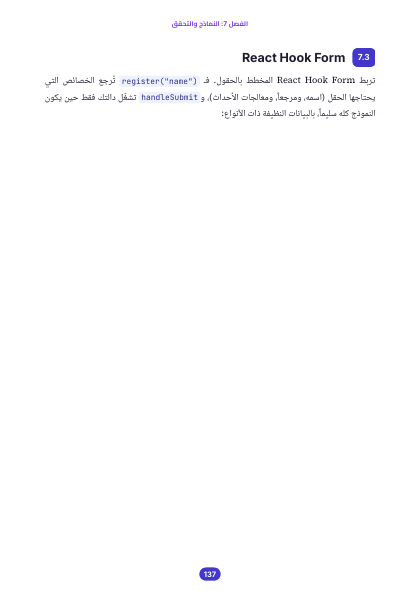 الفصل 7: النماذج والتحقق
7.3 React Hook Form
تربط React Hook Form المخطط بالحقول. فـ register("name") تُرجع الخصائص التي
يحتاجها الحقل (اسمه، ومرجعاً، ومعالجات الأحداث)، و handleSubmit تشغّل دالتك فقط حين يكون
النموذج كله سليماً، بالبيانات النظيفة ذات الأنواع:
137